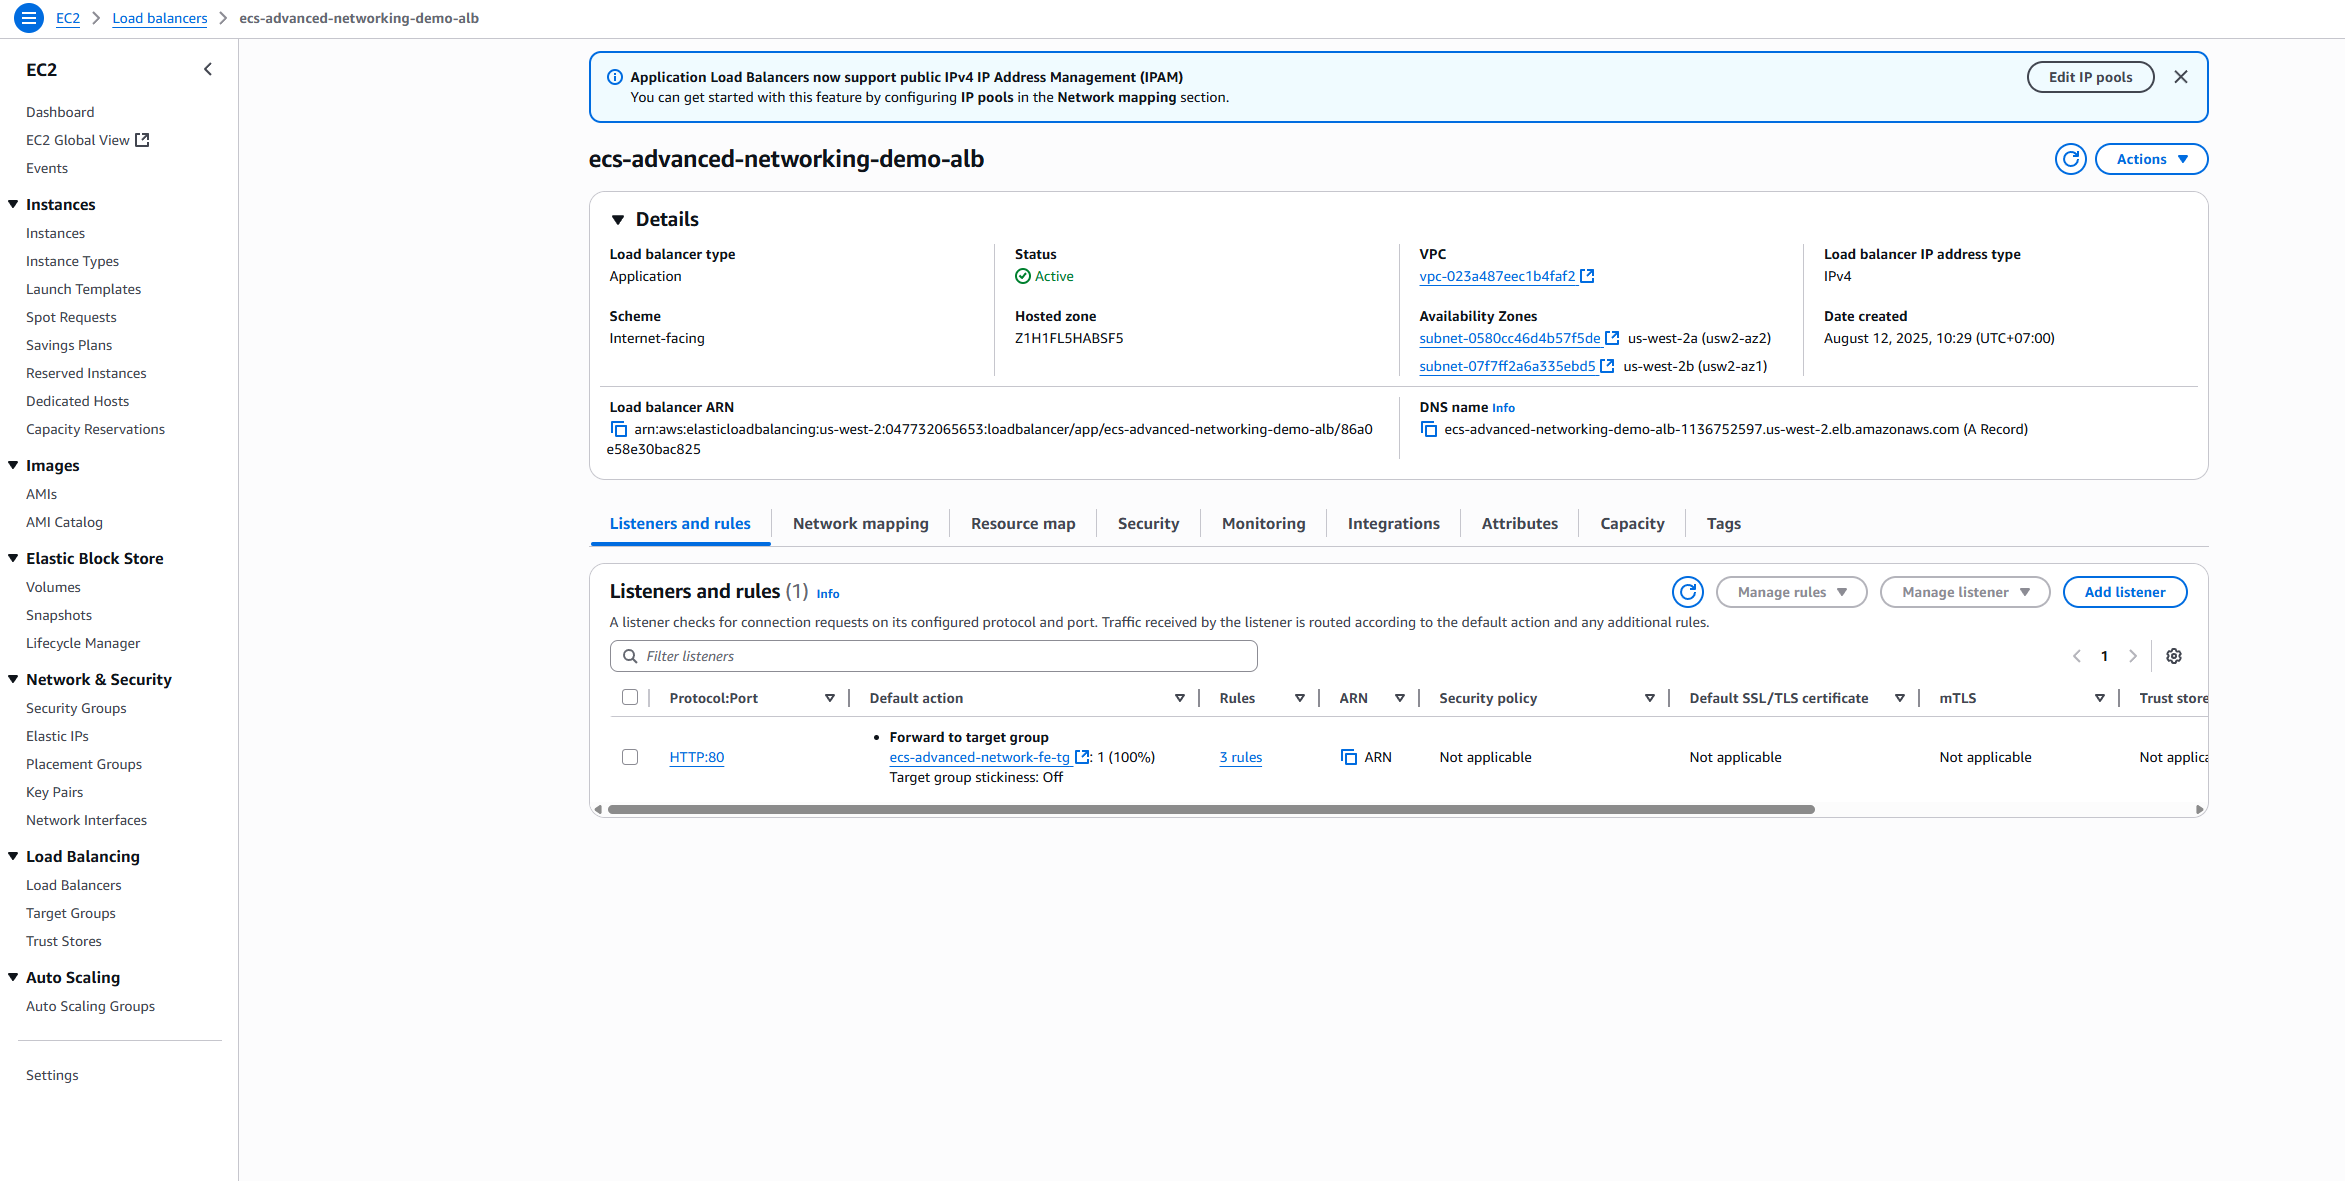 EC2 > Load balancers > ecs-advanced-networking-demo-alb
EC2
Dashboard
EC2 Global View
Events
Instances
Instances
Instance Types
Launch Templates
Spot Requests
Savings Plans
Reserved Instances
Dedicated Hosts
Capacity Reservations
Images
AMIs
AMI Catalog
Elastic Block Store
Volumes
Snapshots
Lifecycle Manager
Network & Security
Security Groups
Elastic IPs
Placement Groups
Key Pairs
Network Interfaces
Load Balancing
Load Balancers
Target Groups
Trust Stores
Auto Scaling
Auto Scaling Groups
Settings
Application Load Balancers now support public IPv4 IP Address Management (IPAM)
You can get started with this feature by configuring IP pools in the Network mapping section.
Edit IP pools
ecs-advanced-networking-demo-alb
Actions
Details
Load balancer type
Application
Status
Active
VPC
vpc-023a487eec1b4faf2
Load balancer IP address type
IPv4
Scheme
Internet-facing
Hosted zone
Z1H1FL5HABSF5
Availability Zones
subnet-0580cc46d4b57f5de us-west-2a (usw2-az2)
subnet-07f7ff2a6a335ebd5 us-west-2b (usw2-az1)
Date created
August 12, 2025, 10:29 (UTC+07:00)
Load balancer ARN
arn:aws:elasticloadbalancing:us-west-2:047732065653:loadbalancer/app/ecs-advanced-networking-demo-alb/86a0
e58e30bac825
DNS name Info
ecs-advanced-networking-demo-alb-1136752597.us-west-2.elb.amazonaws.com (A Record)
Listeners and rules Network mapping Resource map Security Monitoring Integrations Attributes Capacity Tags
Listeners and rules (1) Info
Manage rules Manage listener Add listener
A listener checks for connection requests on its configured protocol and port. Traffic received by the listener is routed according to the default action and any additional rules.
Filter listeners
1
Protocol:Port Default action Rules ARN Security policy Default SSL/TLS certificate mTLS Trust store
• Forward to target group
HTTP:80 ecs-advanced-network-fe-tg : 1 (100%) 3 rules ARN Not applicable Not applicable Not applicable Not applica
Target group stickiness: Off